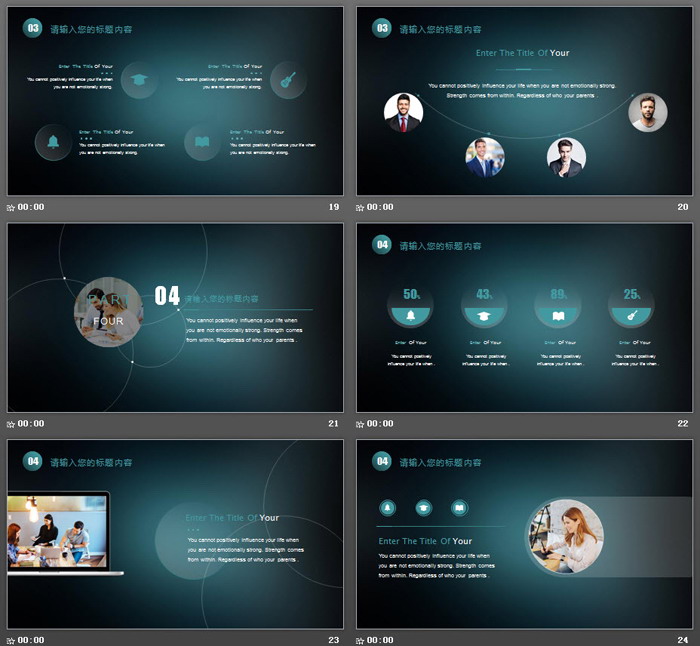 03 请输入您的标题内容
Enter The Title Of Your
You cannot positively influence your life when
you are not emotionally strong.
Enter The Title Of Your
You cannot positively influence your life when
you are not emotionally strong.
Enter The Title Of Your
You cannot positively influence your life when
you are not emotionally strong.
Enter The Title Of Your
You cannot positively influence your life when
you are not emotionally strong.
00:00 19
03 请输入您的标题内容
Enter The Title Of Your
You cannot positively influence your life when you are not emotionally strong.
Strength comes from within. Regardless of who your parents .
00:00 20
PART
FOUR
04 请输入您的标题内容
You cannot positively influence your life when
you are not emotionally strong. Strength comes
from within. Regardless of who your parents .
00:00 21
04 请输入您的标题内容
50%
Enter Of Your
You cannot positively
influence your life when .
43%
Enter Of Your
You cannot positively
influence your life when .
89%
Enter Of Your
You cannot positively
influence your life when .
25%
Enter Of Your
You cannot positively
influence your life when .
00:00 22
04 请输入您的标题内容
Enter The Title Of Your
You cannot positively influence your life when
you are not emotionally strong. Strength comes
from within. Regardless of who your parents .
00:00 23
04 请输入您的标题内容
Enter The Title Of Your
You cannot positively influence your life when
you are not emotionally strong. Strength comes
from within. Regardless of who your parents .
00:00 24